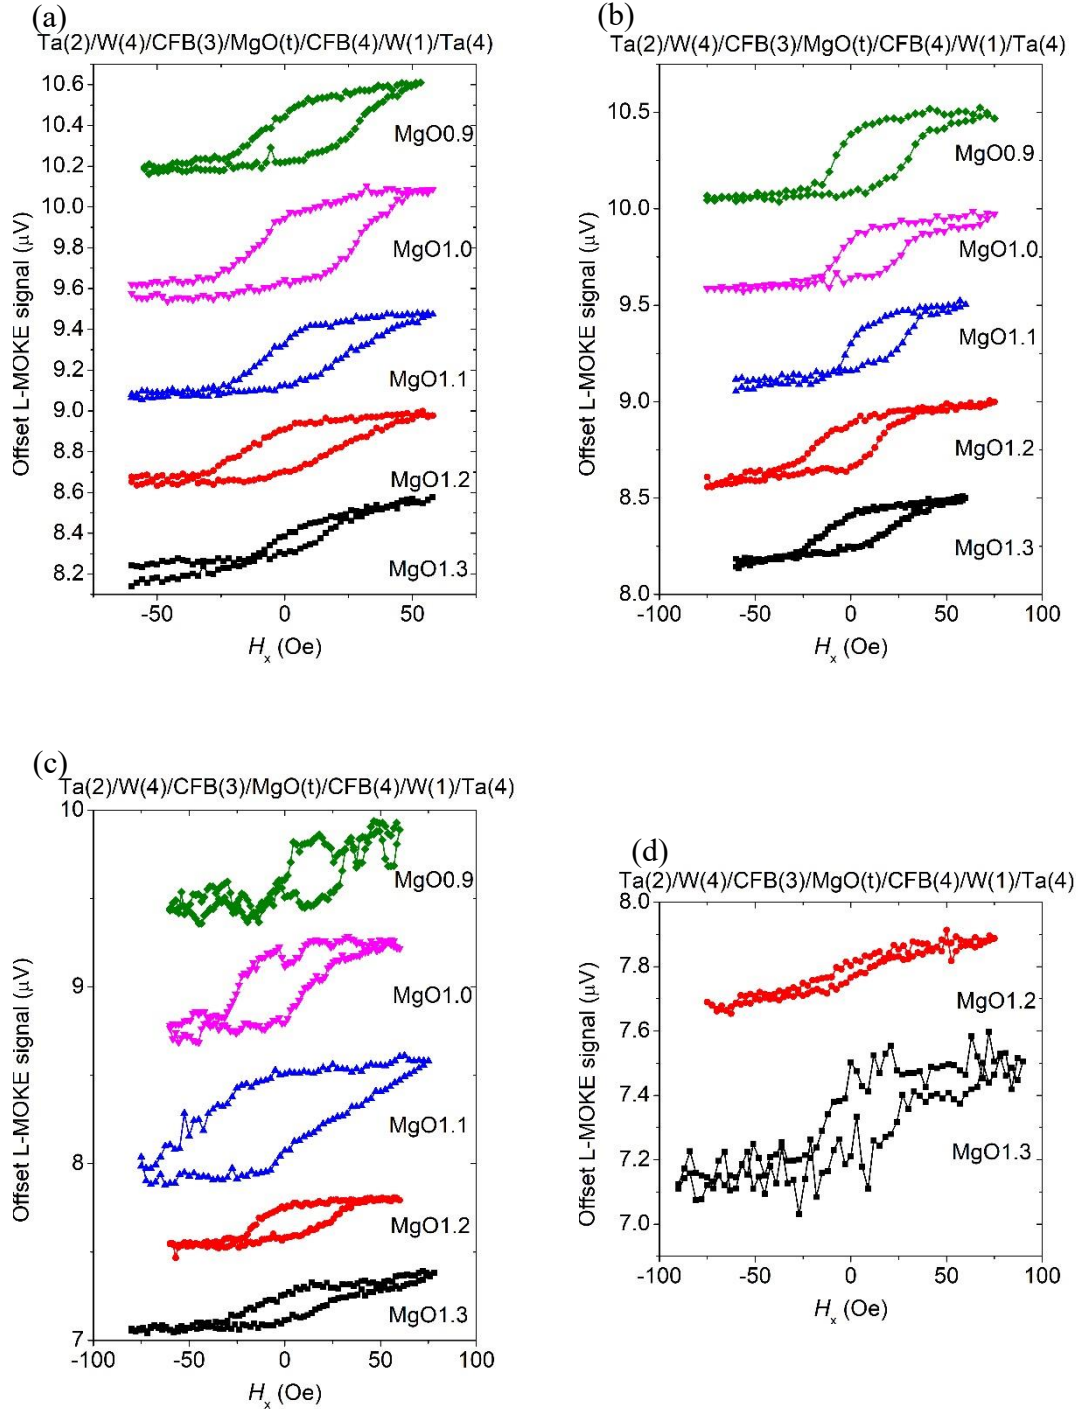 (a)
Ta(2)/W(4)/CFB(3)/MgO(t)/CFB(4)/W(1)/Ta(4)
10.6
10.4
10.2
10.0
9.8
9.6
9.4
9.2
9.0
8.8
8.6
8.4
8.2
Offset L-MOKE signal (μV)
MgO0.9
MgO1.0
MgO1.1
MgO1.2
MgO1.3
-50 0 50
Hx (Oe)
(b)
Ta(2)/W(4)/CFB(3)/MgO(t)/CFB(4)/W(1)/Ta(4)
10.5
10.0
9.5
9.0
8.5
8.0
Offset L-MOKE signal (μV)
MgO0.9
MgO1.0
MgO1.1
MgO1.2
MgO1.3
-100 -50 0 50 100
Hx (Oe)
(c)
Ta(2)/W(4)/CFB(3)/MgO(t)/CFB(4)/W(1)/Ta(4)
10
9
8
7
Offset L-MOKE signal (μV)
MgO0.9
MgO1.0
MgO1.1
MgO1.2
MgO1.3
-100 -50 0 50 100
Hx (Oe)
(d)
Ta(2)/W(4)/CFB(3)/MgO(t)/CFB(4)/W(1)/Ta(4)
8.0
7.8
7.6
7.4
7.2
7.0
Offset L-MOKE signal (μV)
MgO1.2
MgO1.3
-100 -50 0 50 100
Hx (Oe)